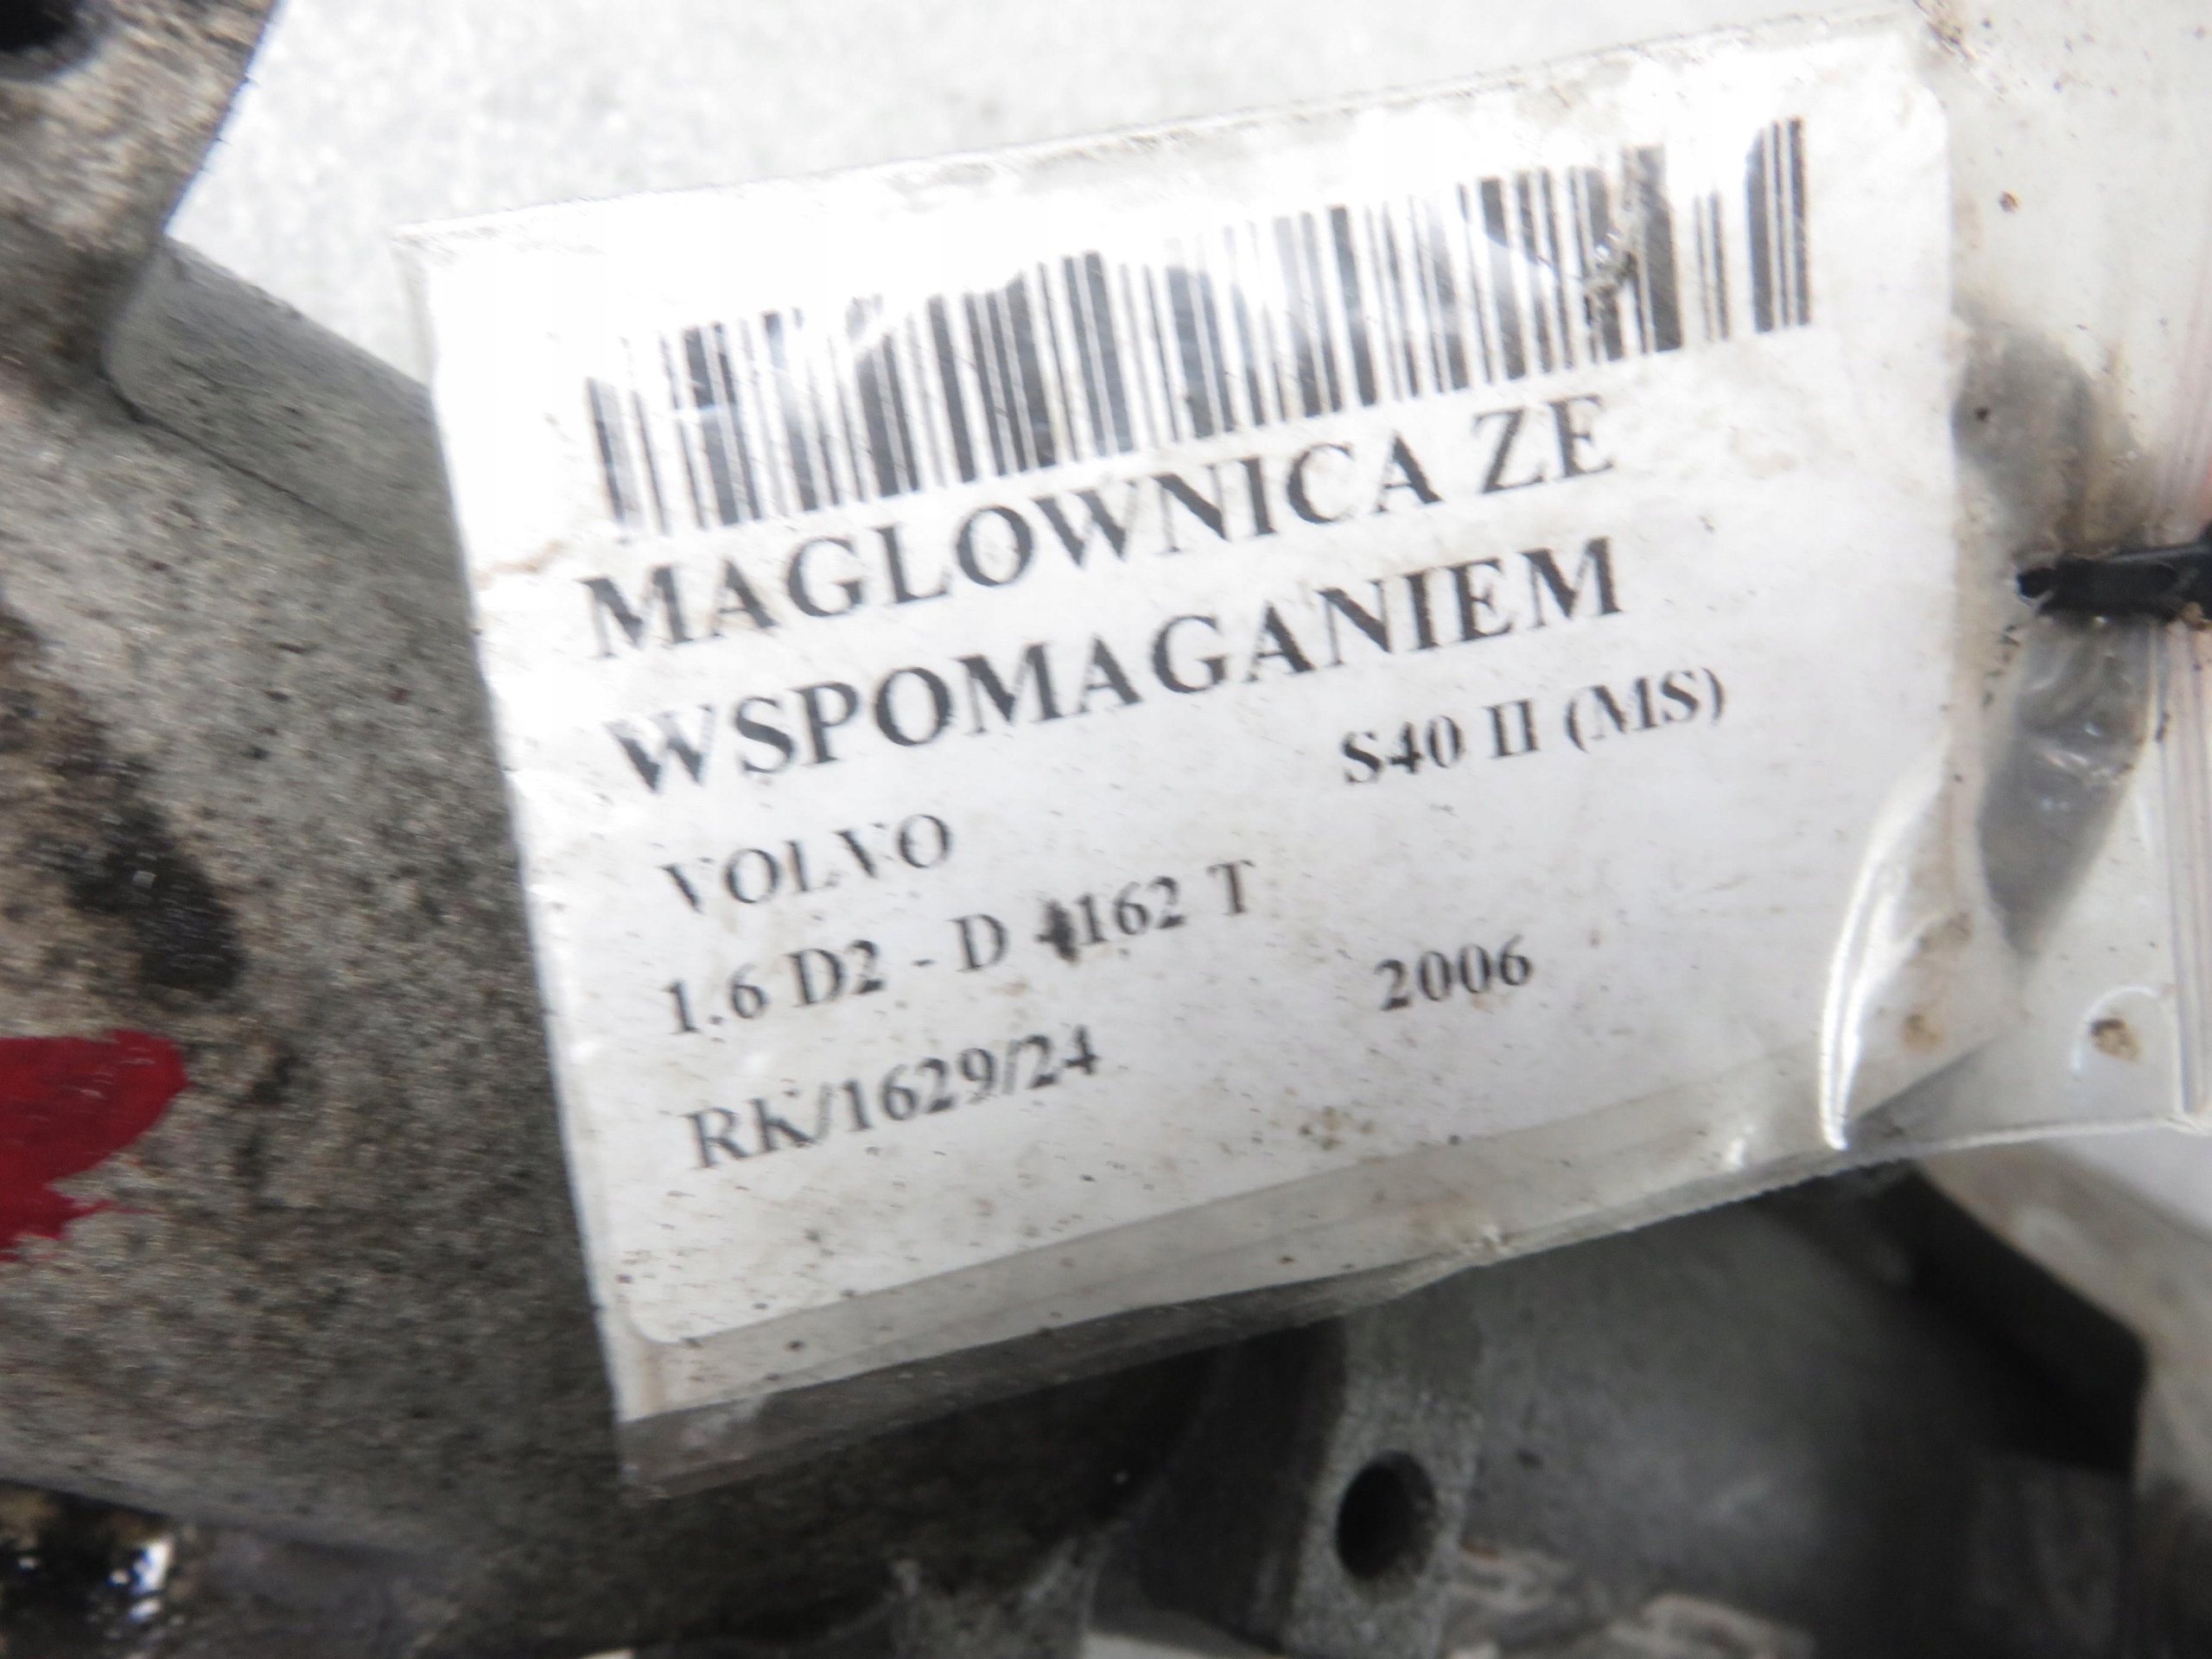 MAGLOWNICA ZE
WSPOMAGANIEM
VOLVO S40 II (MS)
1.6 D2 - D 4162 T
RK/1629/24 2006